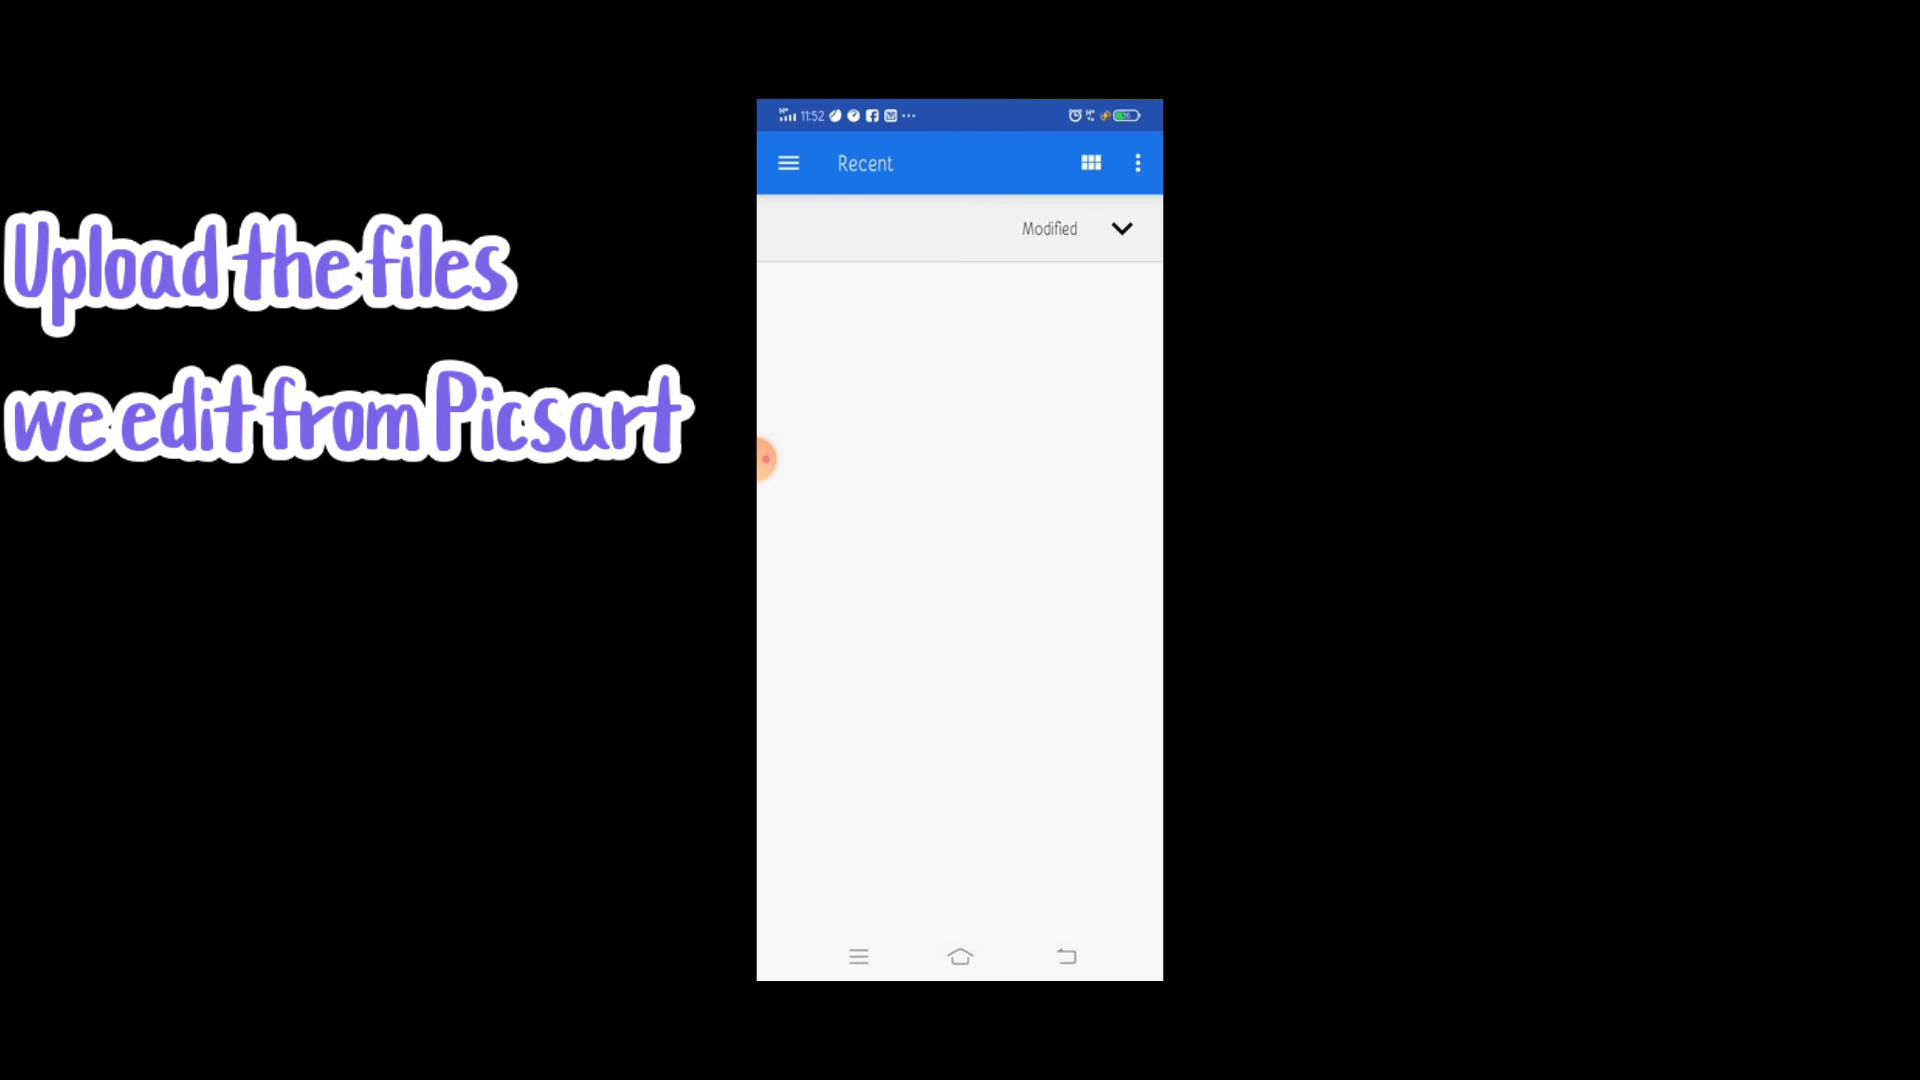 11:52
Recent
Modified
Upload the files
we edit from Picsart